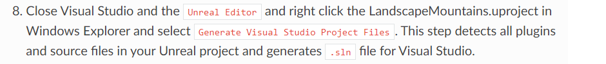 8. Close Visual Studio and the Unreal Editor and right click the LandscapeMountains.uproject in
Windows Explorer and select Generate Visual Studio Project Files . This step detects all plugins
and source files in your Unreal project and generates .sln file for Visual Studio.